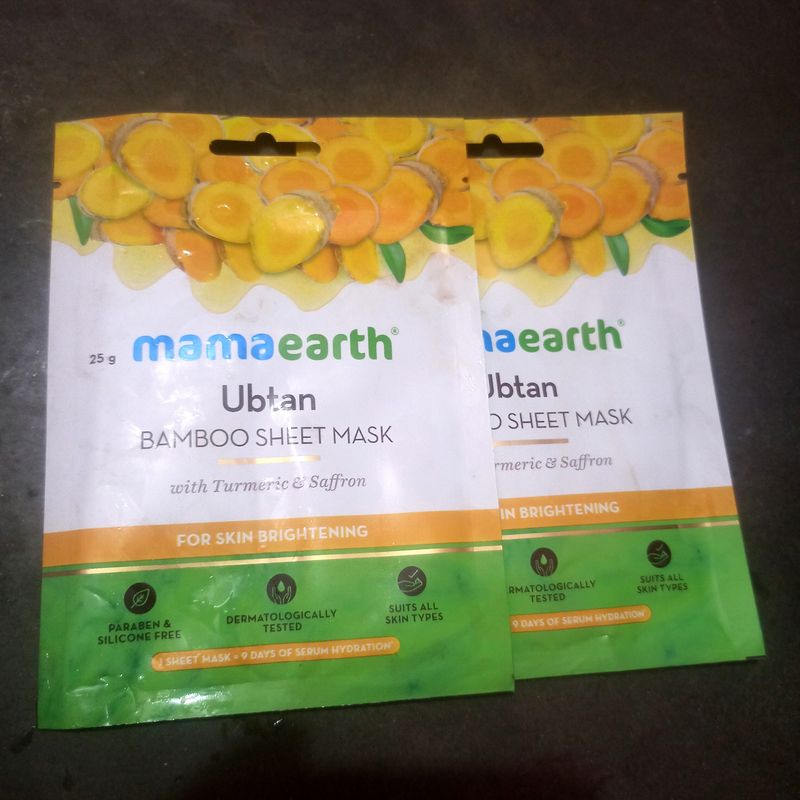 25 g mamaearth®
Ubtan
BAMBOO SHEET MASK
with Turmeric & Saffron
FOR SKIN BRIGHTENING
PARABEN &
SILICONE FREE
DERMATOLOGICALLY
TESTED
SUITS ALL
SKIN TYPES
1 SHEET MASK = 9 DAYS OF SERUM HYDRATION*
aearth®
Ubtan
O SHEET MASK
rmeric & Saffron
IN BRIGHTENING
RMATOLOGICALLY
TESTED
SUITS ALL
SKIN TYPES
9 DAYS OF SERUM HYDRATION*